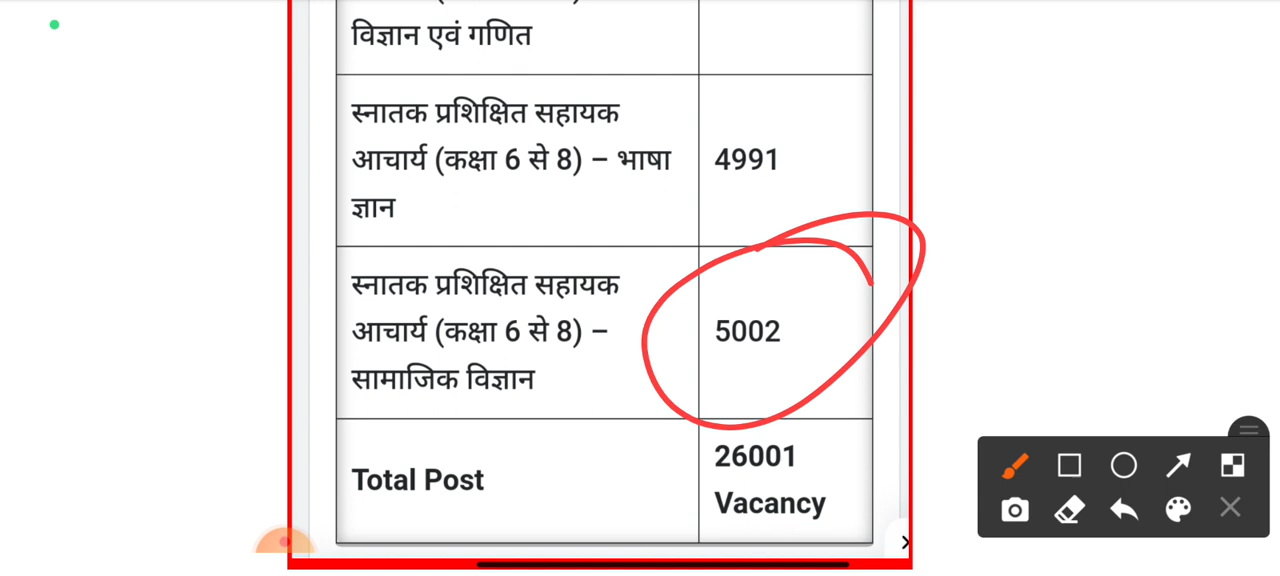 विज्ञान एवं गणित
स्नातक प्रशिक्षित सहायक
आचार्य (कक्षा 6 से 8) – भाषा
ज्ञान
4991
स्नातक प्रशिक्षित सहायक
आचार्य (कक्षा 6 से 8) –
सामाजिक विज्ञान
5002
Total Post
26001
Vacancy